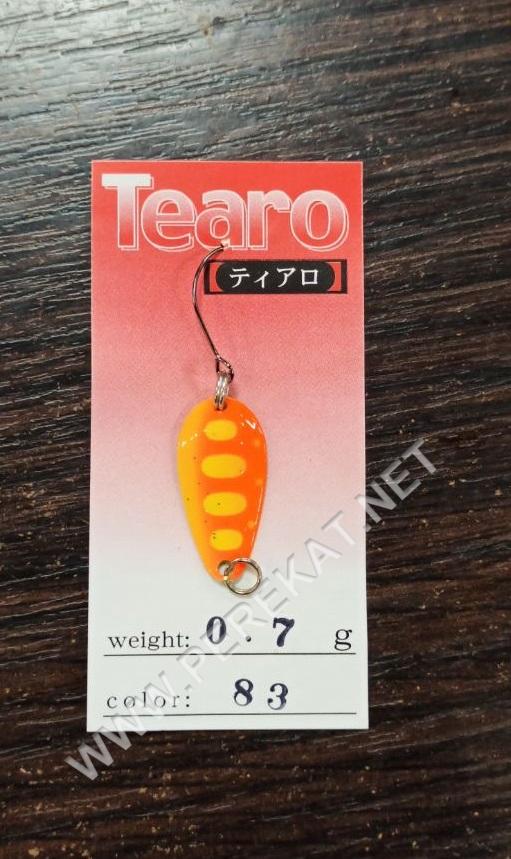 Tearo
ティアロ
weight: 0.7 g
color: 83
WWW.PEREKAT.NET